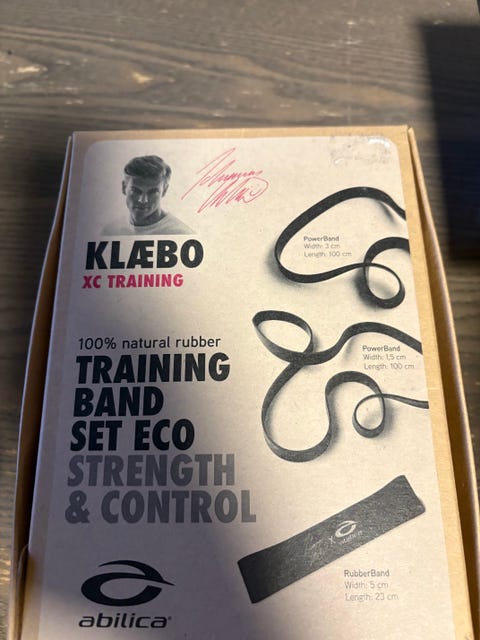 KLÆBO
XC TRAINING
100% natural rubber
TRAINING
BAND
SET ECO
STRENGTH
& CONTROL
abilica®
PowerBand
Width: 3 cm
Length: 100 cm
PowerBand
Width: 1,5 cm
Length: 100 cm
X abilica
RubberBand
Width: 5 cm
Length: 23 cm